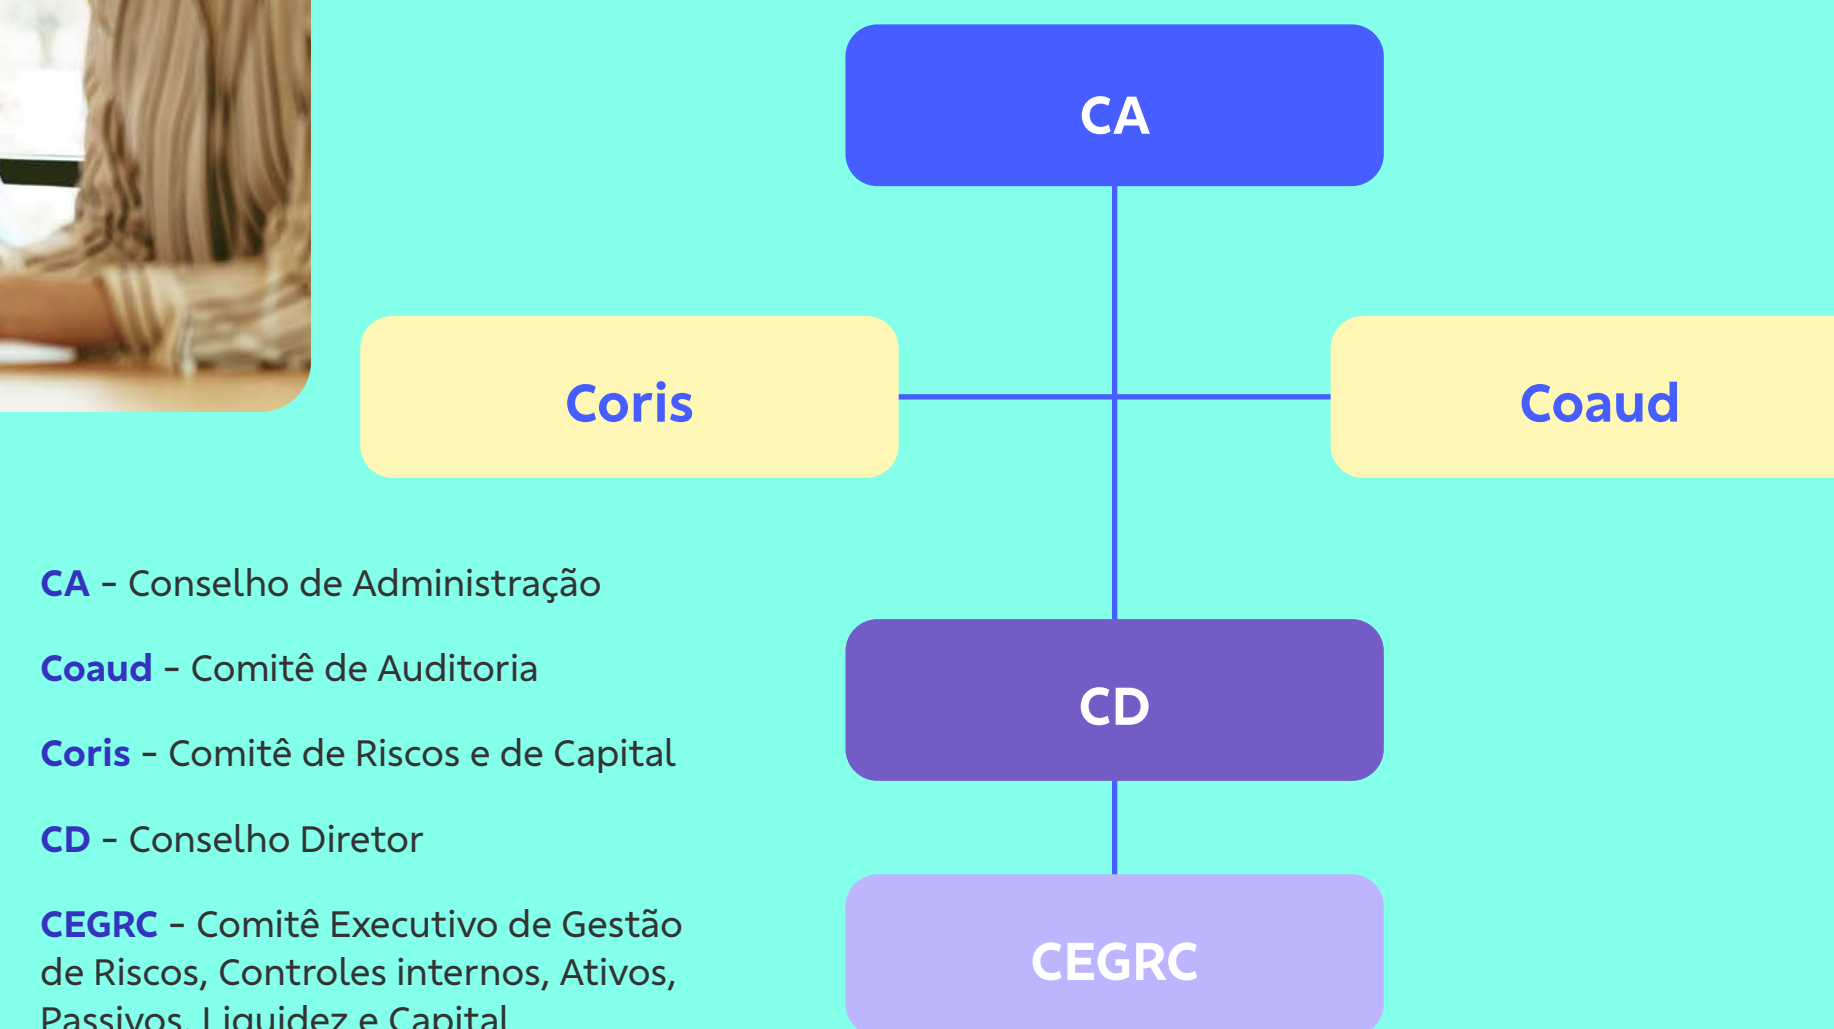 CA
Coris
Coaud
CA – Conselho de Administração
Coaud – Comitê de Auditoria
Coris – Comitê de Riscos e de Capital
CD – Conselho Diretor
CEGRC – Comitê Executivo de Gestão
de Riscos, Controles internos, Ativos,
Passivos, Liquidez e Capital
CD
CEGRC